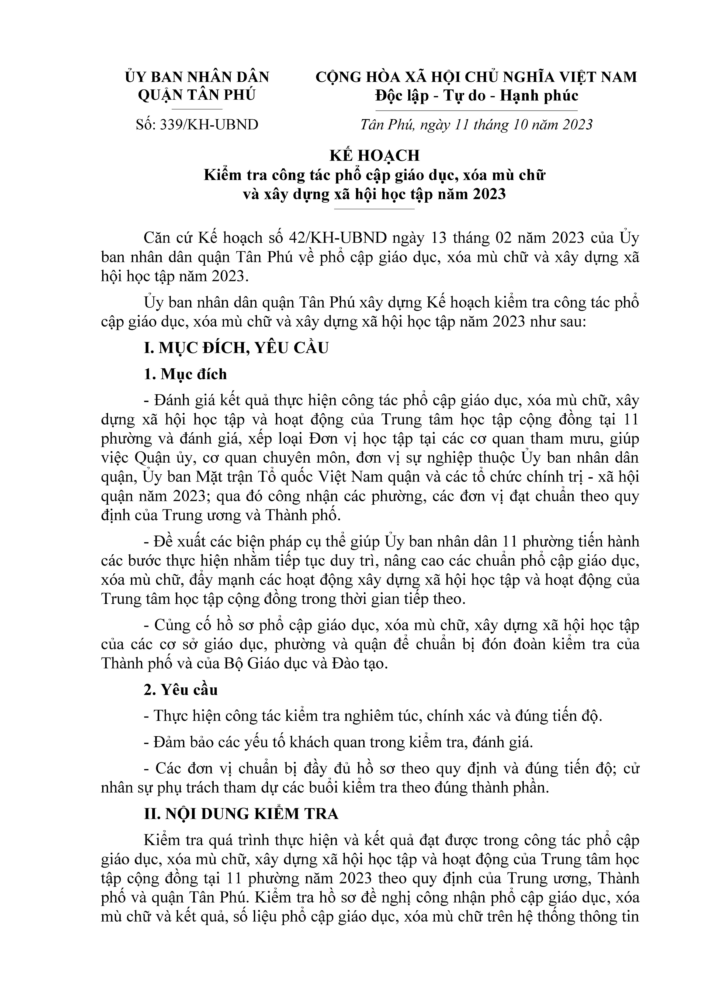 ỦY BAN NHÂN DÂN
QUẬN TÂN PHÚ
Số: 339/KH-UBND
CỘNG HÒA XÃ HỘI CHỦ NGHĨA VIỆT NAM
Độc lập - Tự do - Hạnh phúc
Tân Phú, ngày 11 tháng 10 năm 2023
KẾ HOẠCH
Kiểm tra công tác phổ cập giáo dục, xóa mù chữ
và xây dựng xã hội học tập năm 2023
Căn cứ Kế hoạch số 42/KH-UBND ngày 13 tháng 02 năm 2023 của Ủy
ban nhân dân quận Tân Phú về phổ cập giáo dục, xóa mù chữ và xây dựng xã
hội học tập năm 2023.
Ủy ban nhân dân quận Tân Phú xây dựng Kế hoạch kiểm tra công tác phổ
cập giáo dục, xóa mù chữ và xây dựng xã hội học tập năm 2023 như sau:
I. MỤC ĐÍCH, YÊU CẦU
1. Mục đích
- Đánh giá kết quả thực hiện công tác phổ cập giáo dục, xóa mù chữ, xây
dựng xã hội học tập và hoạt động của Trung tâm học tập cộng đồng tại 11
phường và đánh giá, xếp loại Đơn vị học tập tại các cơ quan tham mưu, giúp
việc Quận ủy, cơ quan chuyên môn, đơn vị sự nghiệp thuộc Ủy ban nhân dân
quận, Ủy ban Mặt trận Tổ quốc Việt Nam quận và các tổ chức chính trị - xã hội
quận năm 2023; qua đó công nhận các phường, các đơn vị đạt chuẩn theo quy
định của Trung ương và Thành phố.
- Đề xuất các biện pháp cụ thể giúp Ủy ban nhân dân 11 phường tiến hành
các bước thực hiện nhằm tiếp tục duy trì, nâng cao các chuẩn phổ cập giáo dục,
xóa mù chữ, đẩy mạnh các hoạt động xây dựng xã hội học tập và hoạt động của
Trung tâm học tập cộng đồng trong thời gian tiếp theo.
- Củng cố hồ sơ phổ cập giáo dục, xóa mù chữ, xây dựng xã hội học tập
của các cơ sở giáo dục, phường và quận để chuẩn bị đón đoàn kiểm tra của
Thành phố và của Bộ Giáo dục và Đào tạo.
2. Yêu cầu
- Thực hiện công tác kiểm tra nghiêm túc, chính xác và đúng tiến độ.
- Đảm bảo các yếu tố khách quan trong kiểm tra, đánh giá.
- Các đơn vị chuẩn bị đầy đủ hồ sơ theo quy định và đúng tiến độ; cử
nhân sự phụ trách tham dự các buổi kiểm tra theo đúng thành phần.
II. NỘI DUNG KIỂM TRA
Kiểm tra quá trình thực hiện và kết quả đạt được trong công tác phổ cập
giáo dục, xóa mù chữ, xây dựng xã hội học tập và hoạt động của Trung tâm học
tập cộng đồng tại 11 phường năm 2023 theo quy định của Trung ương, Thành
phố và quận Tân Phú. Kiểm tra hồ sơ đề nghị công nhận phổ cập giáo dục, xóa
mù chữ và kết quả, số liệu phổ cập giáo dục, xóa mù chữ trên hệ thống thông tin